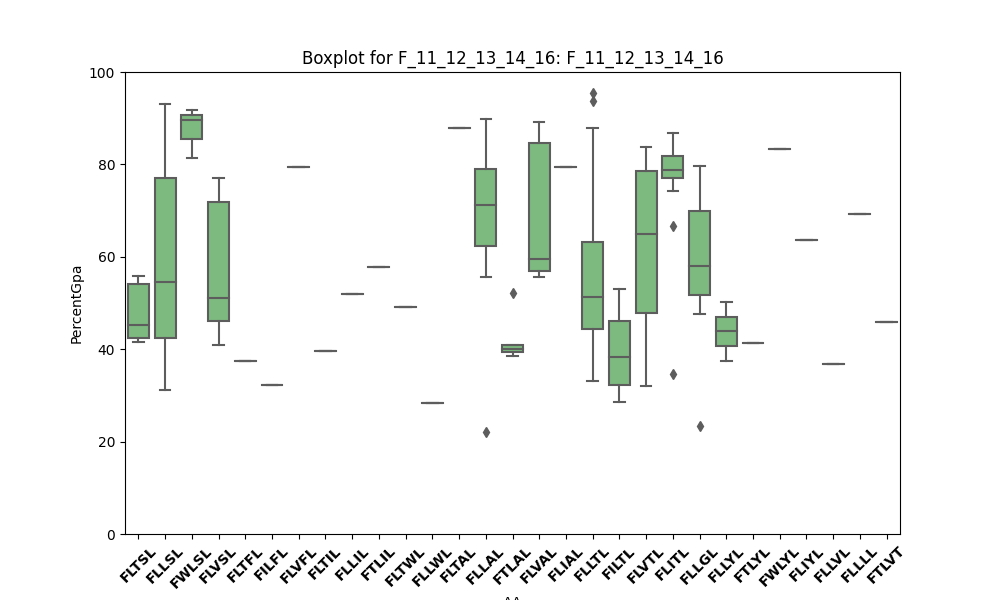 Boxplot for F_11_12_13_14_16: F_11_12_13_14_16
PercentGpa
100
80
60
40
20
0
FLTSL
FLLSL
FWLSL
FLVSL
FLTFL
FILFL
FLVFL
FLTIL
FLLIL
FTLIL
FLTWL
FLLWL
FLTAL
FLLAL
FTLAL
FLVAL
FLIAL
FLLTL
FILTL
FLVTL
FLITL
FLLGL
FLLYL
FTLYL
FWLYL
FLIYL
FLLVL
FLLLL
FTLVT